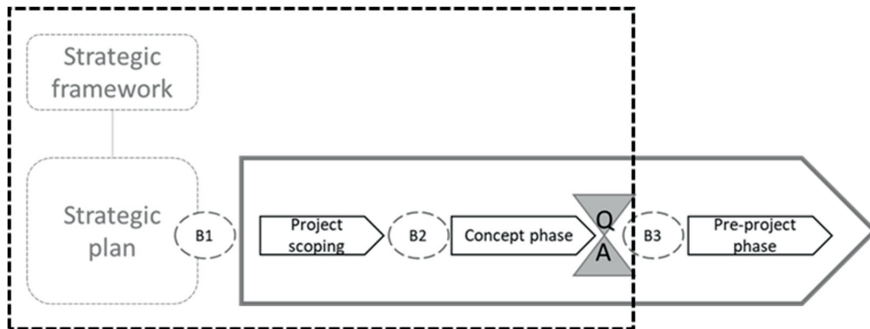 Strategic
framework
Strategic
plan
B1
Project
scoping
B2
Concept phase
Q
A
B3
Pre-project
phase